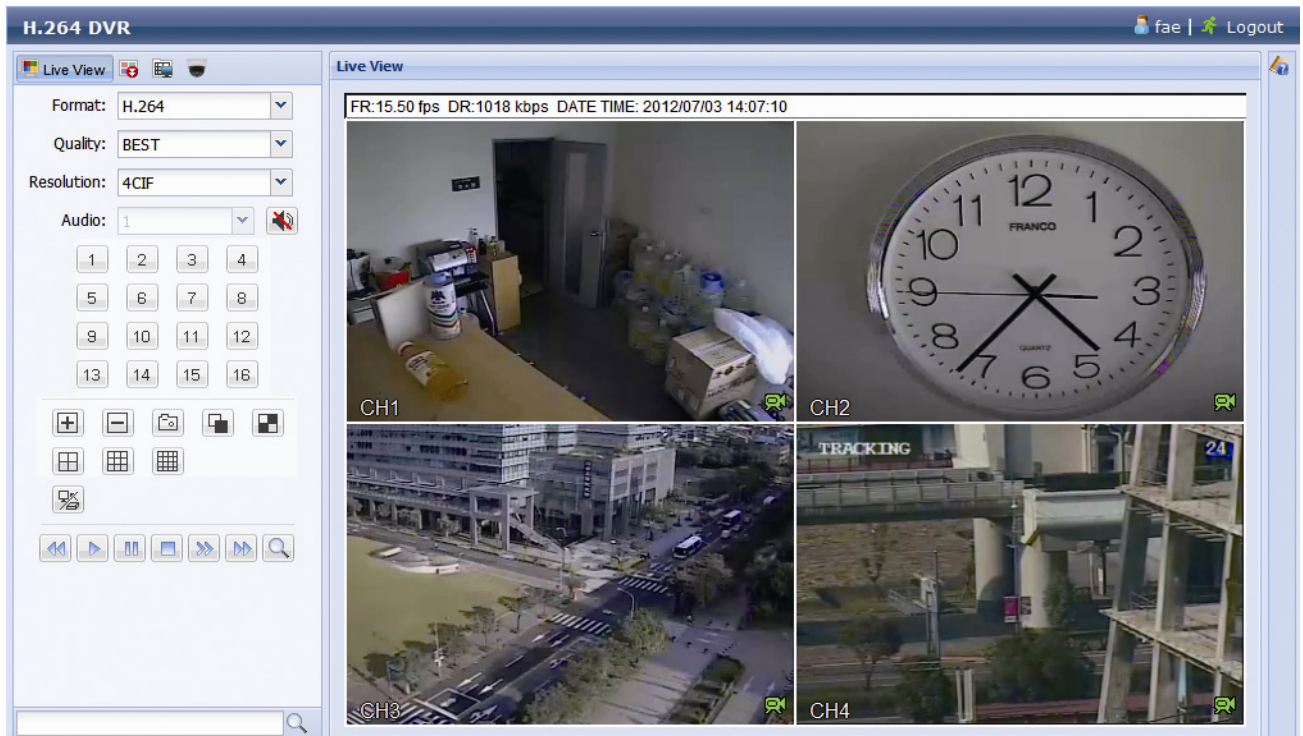 H.264 DVR
fae | Logout
Live View
Format: H.264
Quality: BEST
Resolution: 4CIF
Audio: 1
1 2 3 4
5 6 7 8
9 10 11 12
13 14 15 16
Live View
FR:15.50 fps DR:1018 kbps DATE TIME: 2012/07/03 14:07:10
CH1
12
11 1
FRANCO
10 2
9 3
8 4
QUARTZ
7 5
6
CH2
CH3
TRACKING 24
CH4